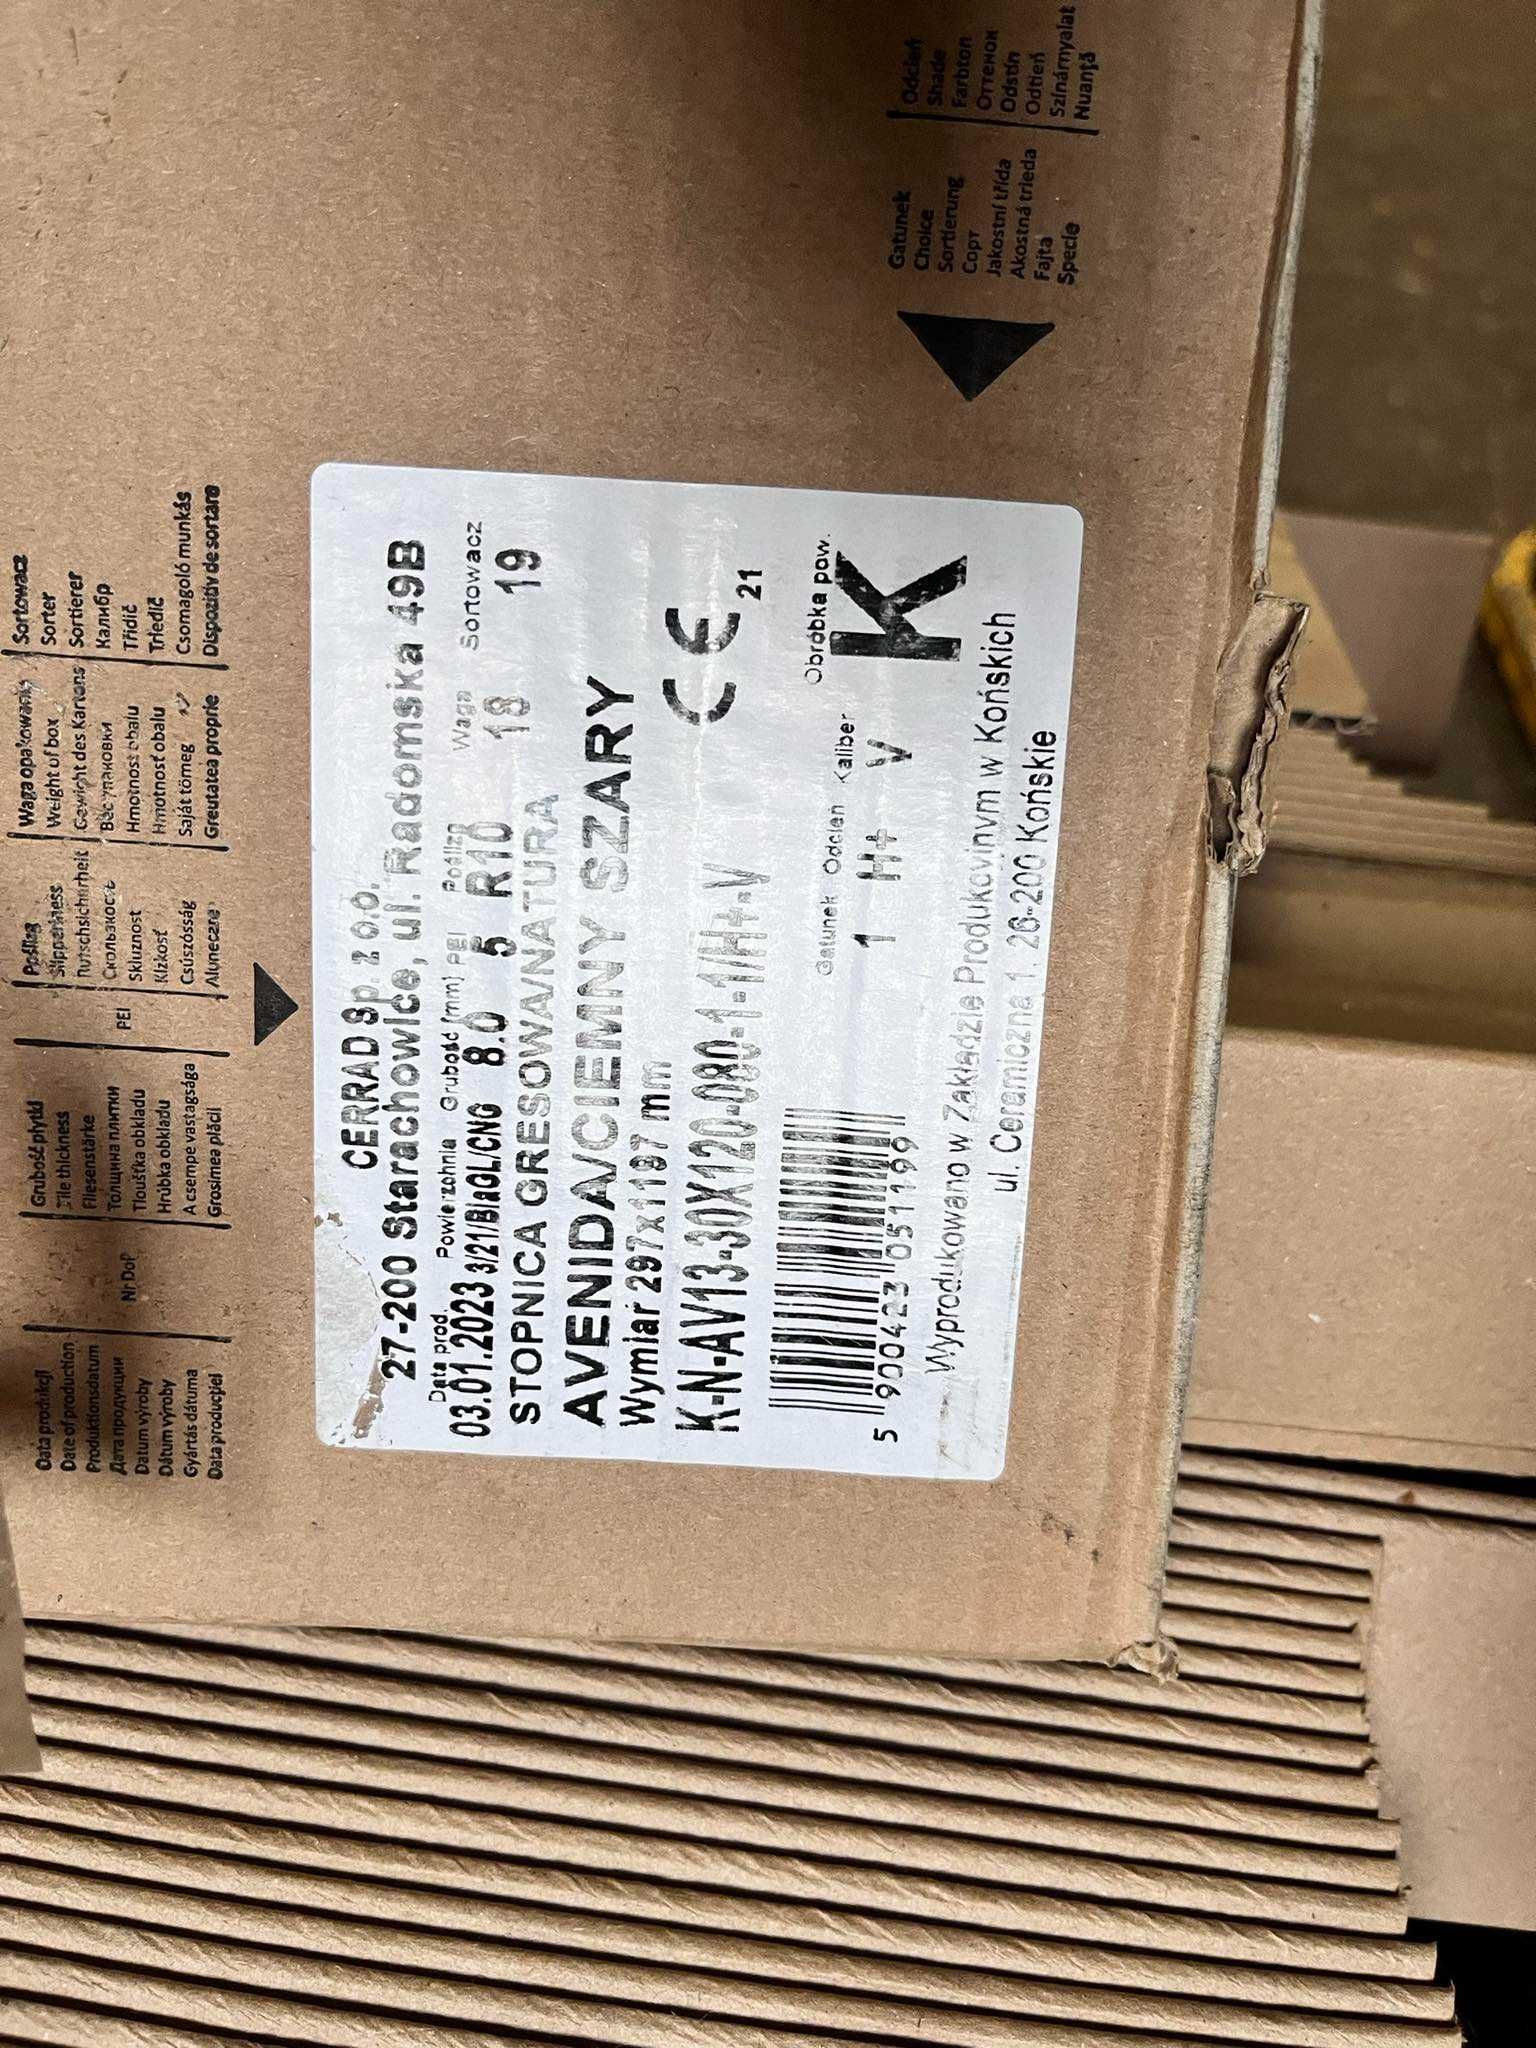 Data produkcji
Date of production
Produktionsdatum
Дата продукции
Datum výroby
Dátum výroby
Gyártás dátuma
Data producției
Nr DoP
Grubość płytki
Tile thickness
Fliesenstärke
Толщина плитки
Tloušťka obkladu
Hrúbka obkladu
A csempe vastagsága
Grosimea plăcii
PEI
Poślizg
Slipperiness
Rutschsicherheit
Скользкость
Skluznost
Klzkosť
Csúszósság
Alunecare
Waga opakowania
Weight of box
Gewicht des Kartons
Вес упаковки
Hmotnost obalu
Hmotnosť obalu
Saját tömeg
Greutatea proprie
Sortowacz
Sorter
Sortierer
Калибр
Třidič
Triedič
Csomagoló munkás
Dispozitiv de sortare
CERRAD Sp. z o.o.
27-200 Starachowice, ul. Radomska 49B
Data prod. Powierzchnia Grubość (mm) PEI Poślizg Waga Sortowacz
03.01.2023 3/21/BIaGL/CNG 8.0 5 R10 18 19
STOPNICA GRESOWA/NATURA
AVENIDA/CIEMNY SZARY
Wymiar 297x1197 mm
K-N-AV13-30X120-080-1-1/H+-V
CE
21
5 900423 051199
Gatunek Odcień Kaliber Obróbka pow.
1 H+ V K
Wyprodukowano w Zakładzie Produkcyjnym w Końskich
ul. Ceramiczna 1, 26-200 Końskie
Gatunek
Choice
Sortierung
Сорт
Jakostní třída
Akostná trieda
Fajta
Specie
Odcień
Shade
Farbton
Оттенок
Odstín
Odtieň
Színárnyalat
Nuanță